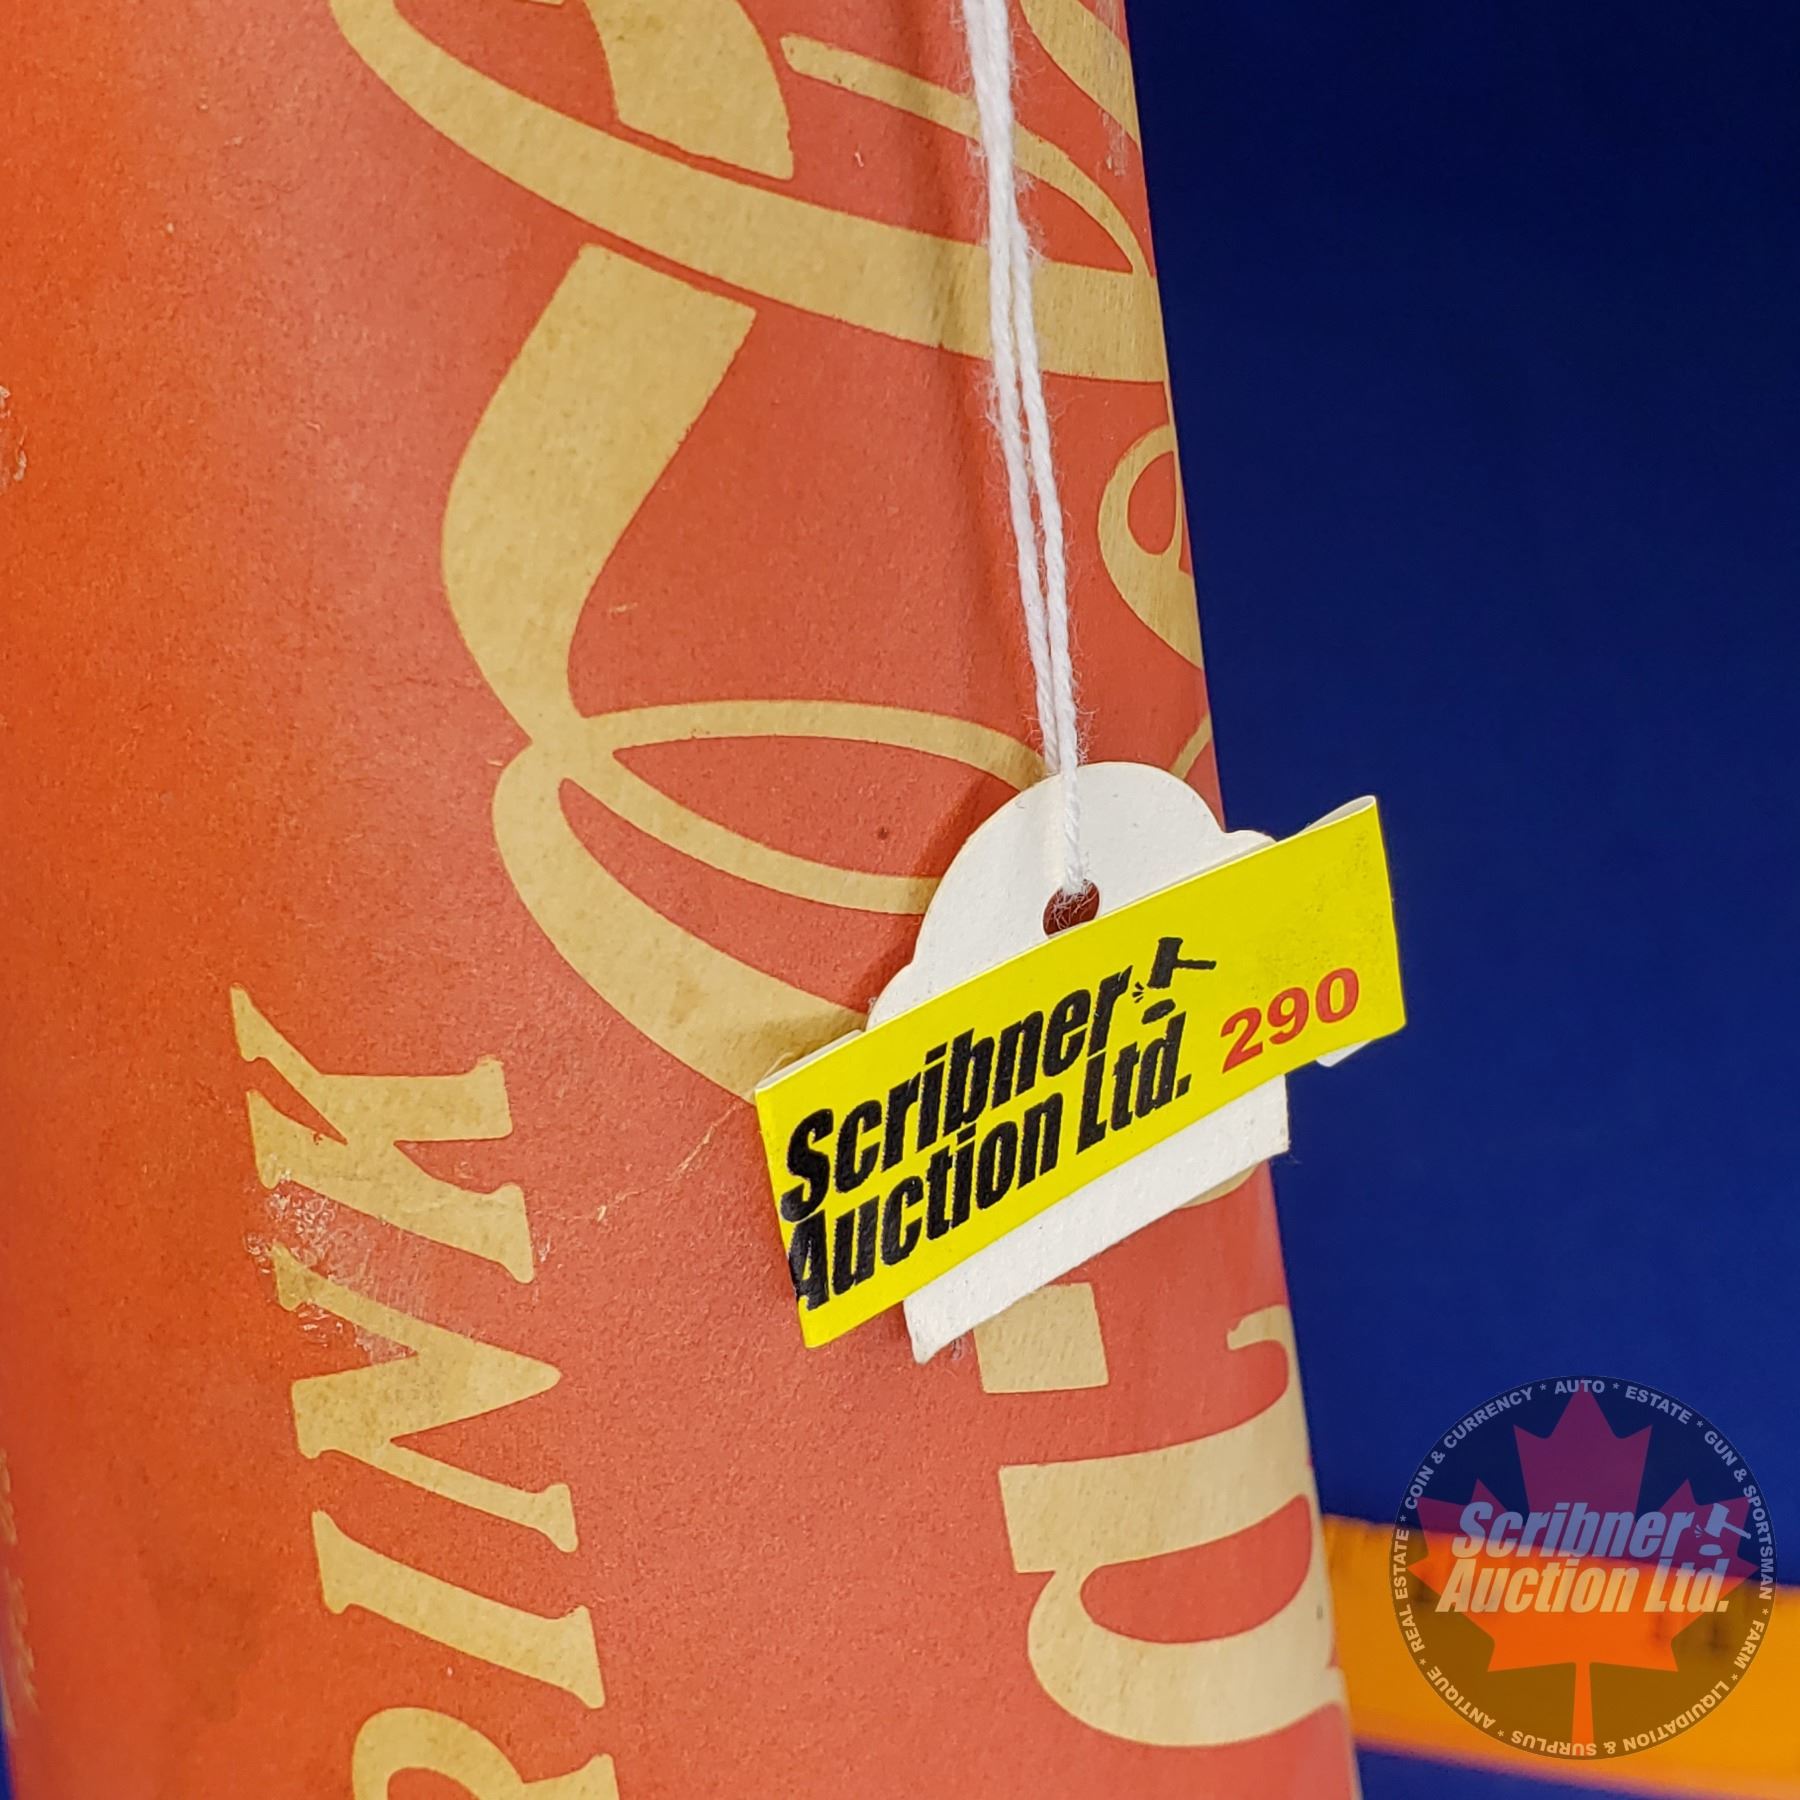 RINK
Scribner
Auction Ltd.
290
COIN & CURRENCY * AUTO * ESTATE * GUN & SPORTSMAN * FARM * LIQUIDATION & SURPLUS * ANTIQUE * REAL ESTATE *
Scribner
Auction Ltd.